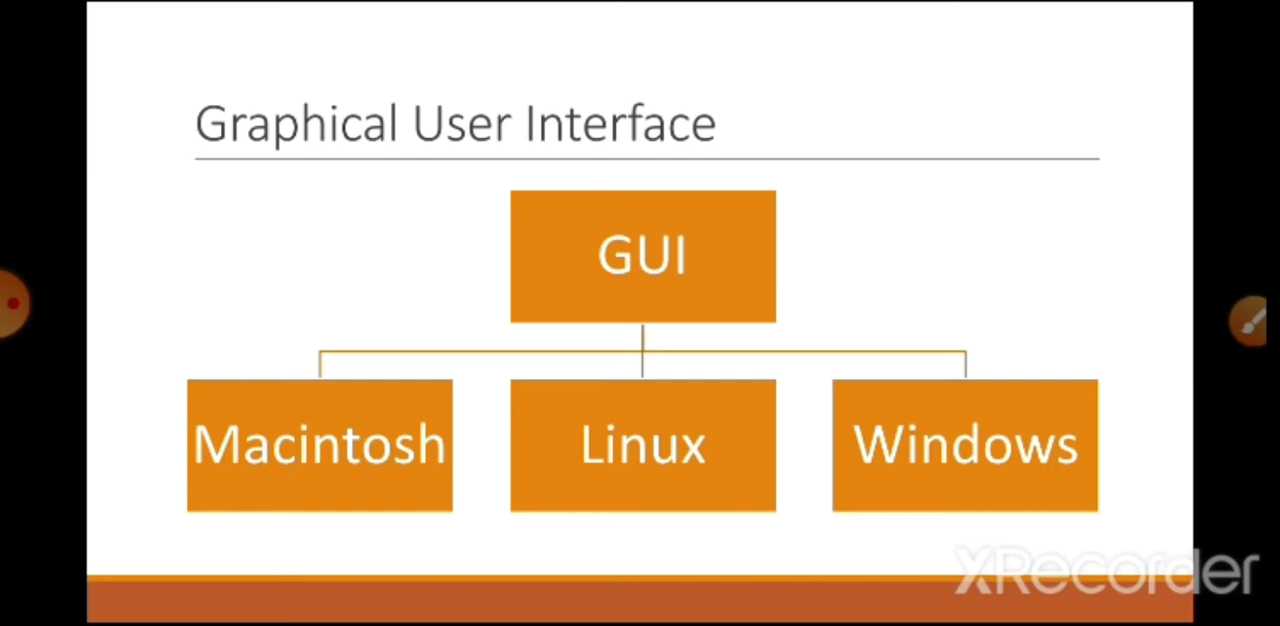 Graphical User Interface
GUI
Macintosh
Linux
Windows
XRecorder